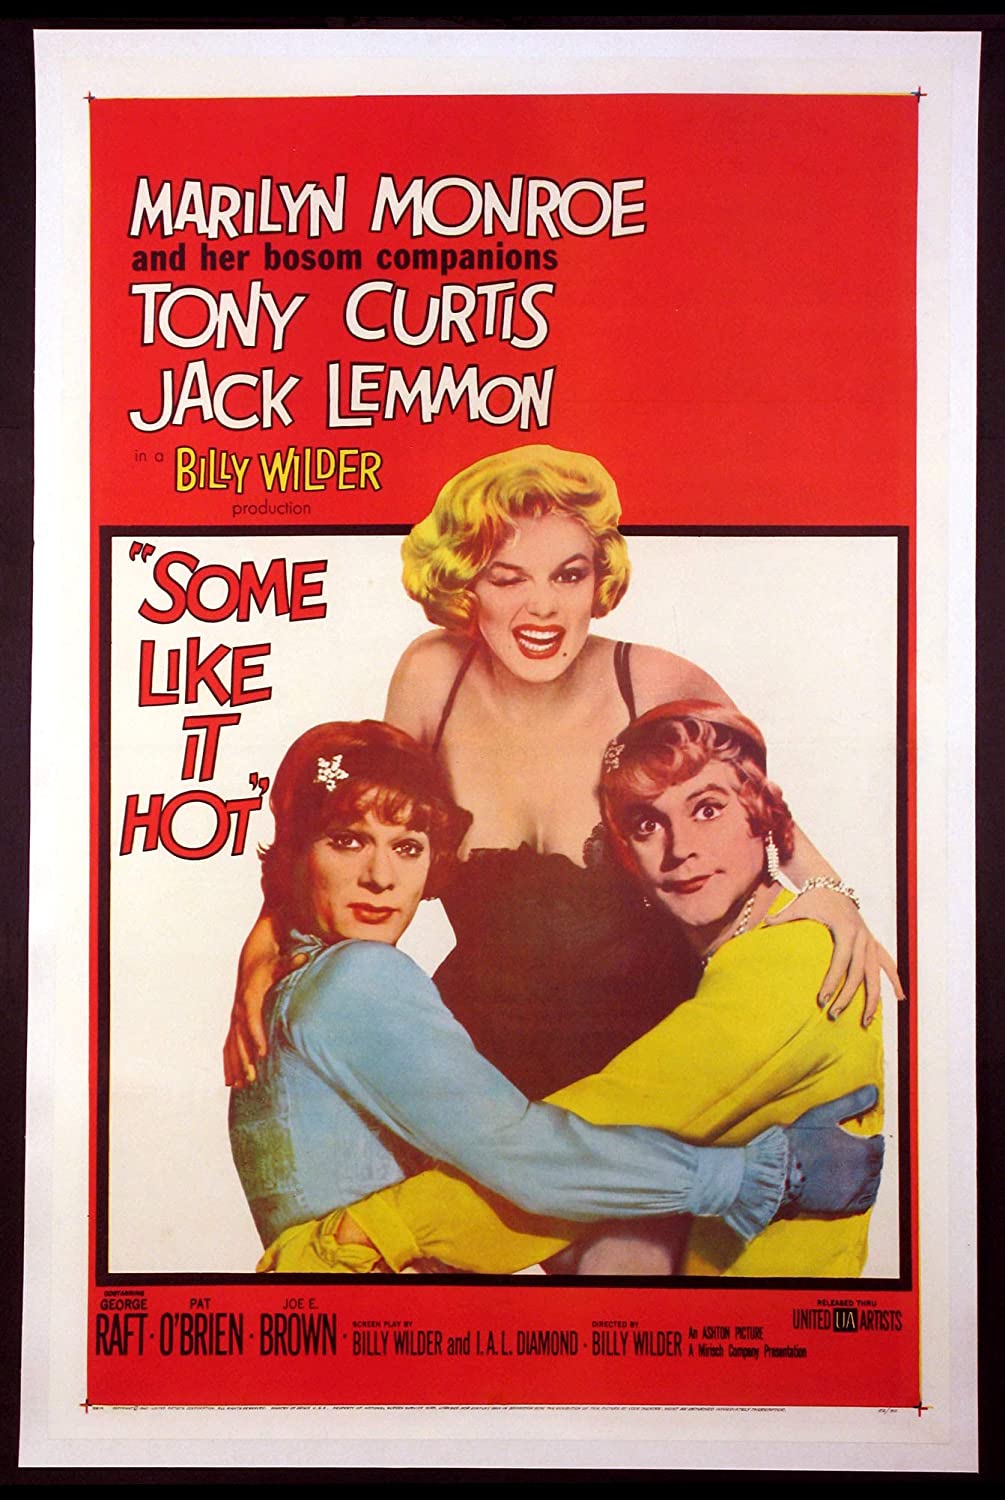 MARILYN MONROE
and her bosom companions
TONY CURTIS
JACK LEMMON
in a BILLY WILDER
production
"SOME
LIKE
IT
HOT"
COSTARRING
GEORGE RAFT · PAT O'BRIEN · JOE E. BROWN · SCREEN PLAY BY BILLY WILDER and I.A.L. DIAMOND · DIRECTED BY BILLY WILDER An ASHTON PICTURE A Mirisch Company Presentation
RELEASED THRU
UNITED UA ARTISTS